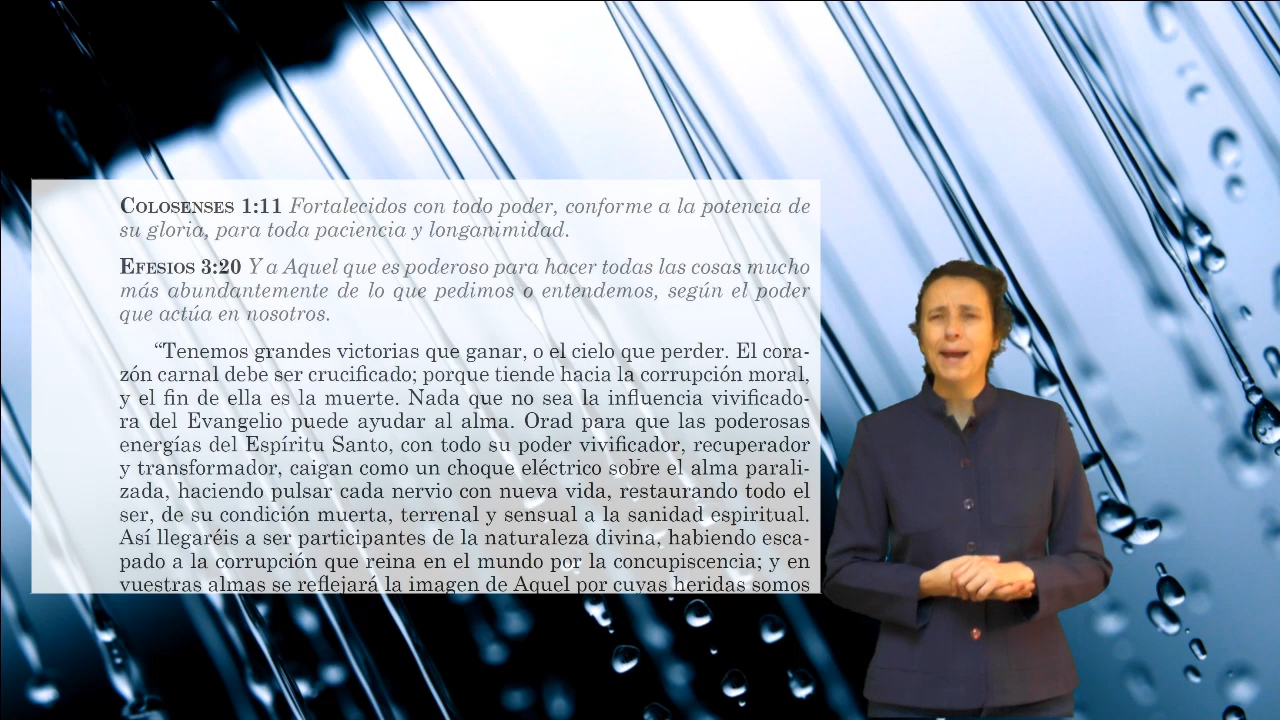 COLOSENSES 1:11 Fortalecidos con todo poder, conforme a la potencia de
su gloria, para toda paciencia y longanimidad.
EFESIOS 3:20 Y a Aquel que es poderoso para hacer todas las cosas mucho
más abundantemente de lo que pedimos o entendemos, según el poder
que actúa en nosotros.
“Tenemos grandes victorias que ganar, o el cielo que perder. El cora-
zón carnal debe ser crucificado; porque tiende hacia la corrupción moral,
y el fin de ella es la muerte. Nada que no sea la influencia vivificado-
ra del Evangelio puede ayudar al alma. Orad para que las poderosas
energías del Espíritu Santo, con todo su poder vivificador, recuperador
y transformador, caigan como un choque eléctrico sobre el alma parali-
zada, haciendo pulsar cada nervio con nueva vida, restaurando todo el
ser, de su condición muerta, terrenal y sensual a la sanidad espiritual.
Así llegaréis a ser participantes de la naturaleza divina, habiendo esca-
pado a la corrupción que reina en el mundo por la concupiscencia; y en
vuestras almas se reflejará la imagen de Aquel por cuyas heridas somos